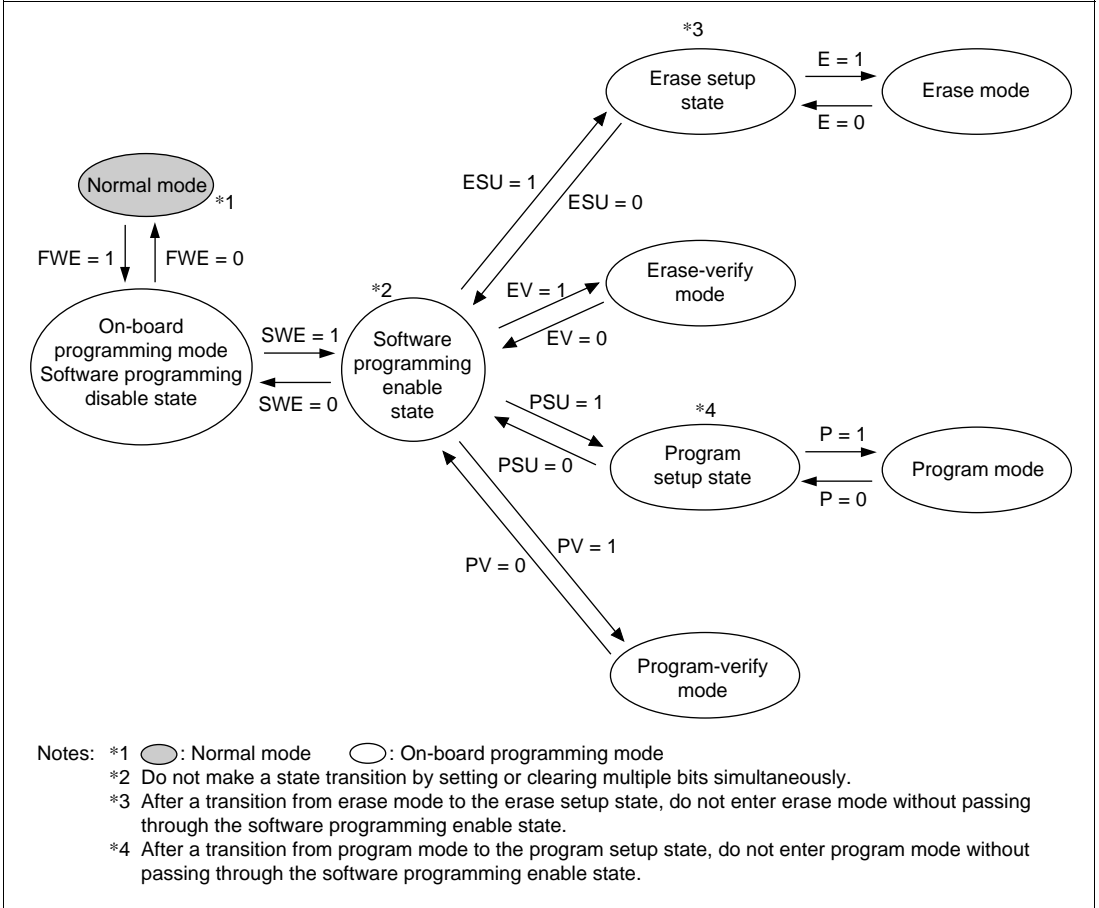 *3
Erase setup
state
E = 1
E = 0
Erase mode
Normal mode
*1
ESU = 1
ESU = 0
FWE = 1
FWE = 0
Erase-verify
mode
*2
EV = 1
EV = 0
On-board
programming mode
Software programming
disable state
SWE = 1
SWE = 0
Software
programming
enable
state
PSU = 1
PSU = 0
*4
Program
setup state
P = 1
P = 0
Program mode
PV = 1
PV = 0
Program-verify
mode
Notes: *1 : Normal mode : On-board programming mode
*2 Do not make a state transition by setting or clearing multiple bits simultaneously.
*3 After a transition from erase mode to the erase setup state, do not enter erase mode without passing
through the software programming enable state.
*4 After a transition from program mode to the program setup state, do not enter program mode without
passing through the software programming enable state.